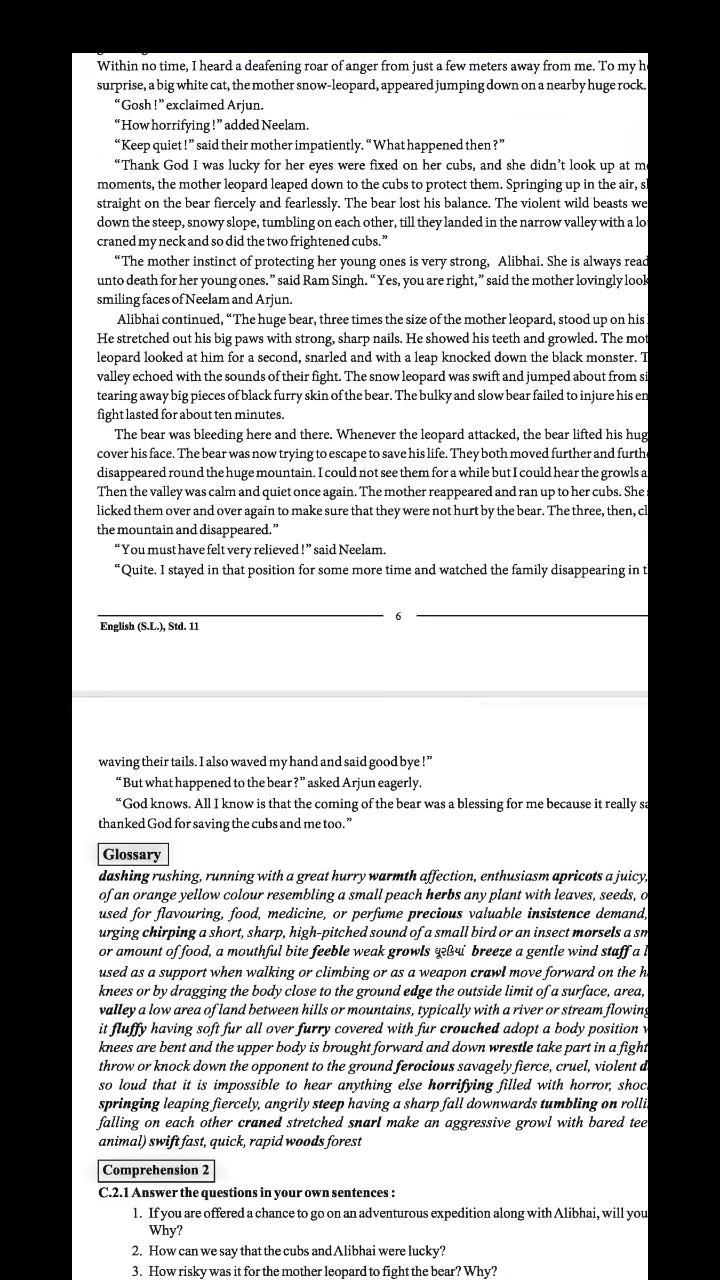 Within no time, I heard a deafening roar of anger from just a few meters away from me. To my
surprise, a big white cat, the mother snow-leopard, appeared jumping down on a nearby huge rock.
“Gosh !” exclaimed Arjun.
“How horrifying !” added Neelam.
“Keep quiet !” said their mother impatiently. “What happened then ?”
“Thank God I was lucky for her eyes were fixed on her cubs, and she didn’t look up at
moments, the mother leopard leaped down to the cubs to protect them. Springing up in the air,
straight on the bear fiercely and fearlessly. The bear lost his balance. The violent wild beasts
down the steep, snowy slope, tumbling on each other, till they landed in the narrow valley with a
craned my neck and so did the two frightened cubs.”
“The mother instinct of protecting her young ones is very strong, Alibhai. She is always
unto death for her young ones.” said Ram Singh. “Yes, you are right,” said the mother lovingly
smiling faces of Neelam and Arjun.
Alibhai continued, “The huge bear, three times the size of the mother leopard, stood up on his
He stretched out his big paws with strong, sharp nails. He showed his teeth and growled. The
leopard looked at him for a second, snarled and with a leap knocked down the black monster.
valley echoed with the sounds of their fight. The snow leopard was swift and jumped about from
tearing away big pieces of black furry skin of the bear. The bulky and slow bear failed to injure his
fight lasted for about ten minutes.
The bear was bleeding here and there. Whenever the leopard attacked, the bear lifted his
cover his face. The bear was now trying to escape to save his life. They both moved further and
disappeared round the huge mountain. I could not see them for a while but I could hear the growls
Then the valley was calm and quiet once again. The mother reappeared and ran up to her cubs. She
licked them over and over again to make sure that they were not hurt by the bear. The three, then,
the mountain and disappeared.”
“You must have felt very relieved !” said Neelam.
“Quite. I stayed in that position for some more time and watched the family disappearing in
6
English (S.L.), Std. 11
waving their tails. I also waved my hand and said good bye !”
“But what happened to the bear ?” asked Arjun eagerly.
“God knows. All I know is that the coming of the bear was a blessing for me because it really
thanked God for saving the cubs and me too.”
Glossary
dashing rushing, running with a great hurry warmth affection, enthusiasm apricots a juicy,
of an orange yellow colour resembling a small peach herbs any plant with leaves, seeds,
used for flavouring, food, medicine, or perfume precious valuable insistence demand,
urging chirping a short, sharp, high-pitched sound of a small bird or an insect morsels a
or amount of food, a mouthful bite feeble weak growls ઘૂરકિયાં breeze a gentle wind staff a
used as a support when walking or climbing or as a weapon crawl move forward on the
knees or by dragging the body close to the ground edge the outside limit of a surface, area,
valley a low area of land between hills or mountains, typically with a river or stream flowing
it fluffy having soft fur all over furry covered with fur crouched adopt a body position
knees are bent and the upper body is brought forward and down wrestle take part in a fight
throw or knock down the opponent to the ground ferocious savagely fierce, cruel, violent
so loud that it is impossible to hear anything else horrifying filled with horror,
springing leaping fiercely, angrily steep having a sharp fall downwards tumbling on
falling on each other craned stretched snarl make an aggressive growl with bared
animal) swift fast, quick, rapid woods forest
Comprehension 2
C.2.1 Answer the questions in your own sentences :
1. If you are offered a chance to go on an adventurous expedition along with Alibhai, will you
Why?
2. How can we say that the cubs and Alibhai were lucky?
3. How risky was it for the mother leopard to fight the bear? Why?